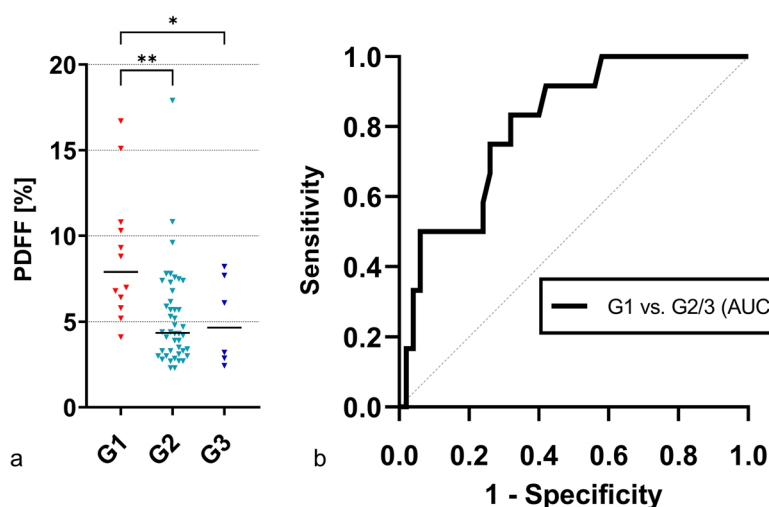 *
**
20
15
10
5
0
PDFF [%]
G1 G2 G3
a
1.0
0.8
0.6
0.4
0.2
0.0
Sensitivity
G1 vs. G2/3 (AUC
0.0 0.2 0.4 0.6 0.8 1.0
1 - Specificity
b